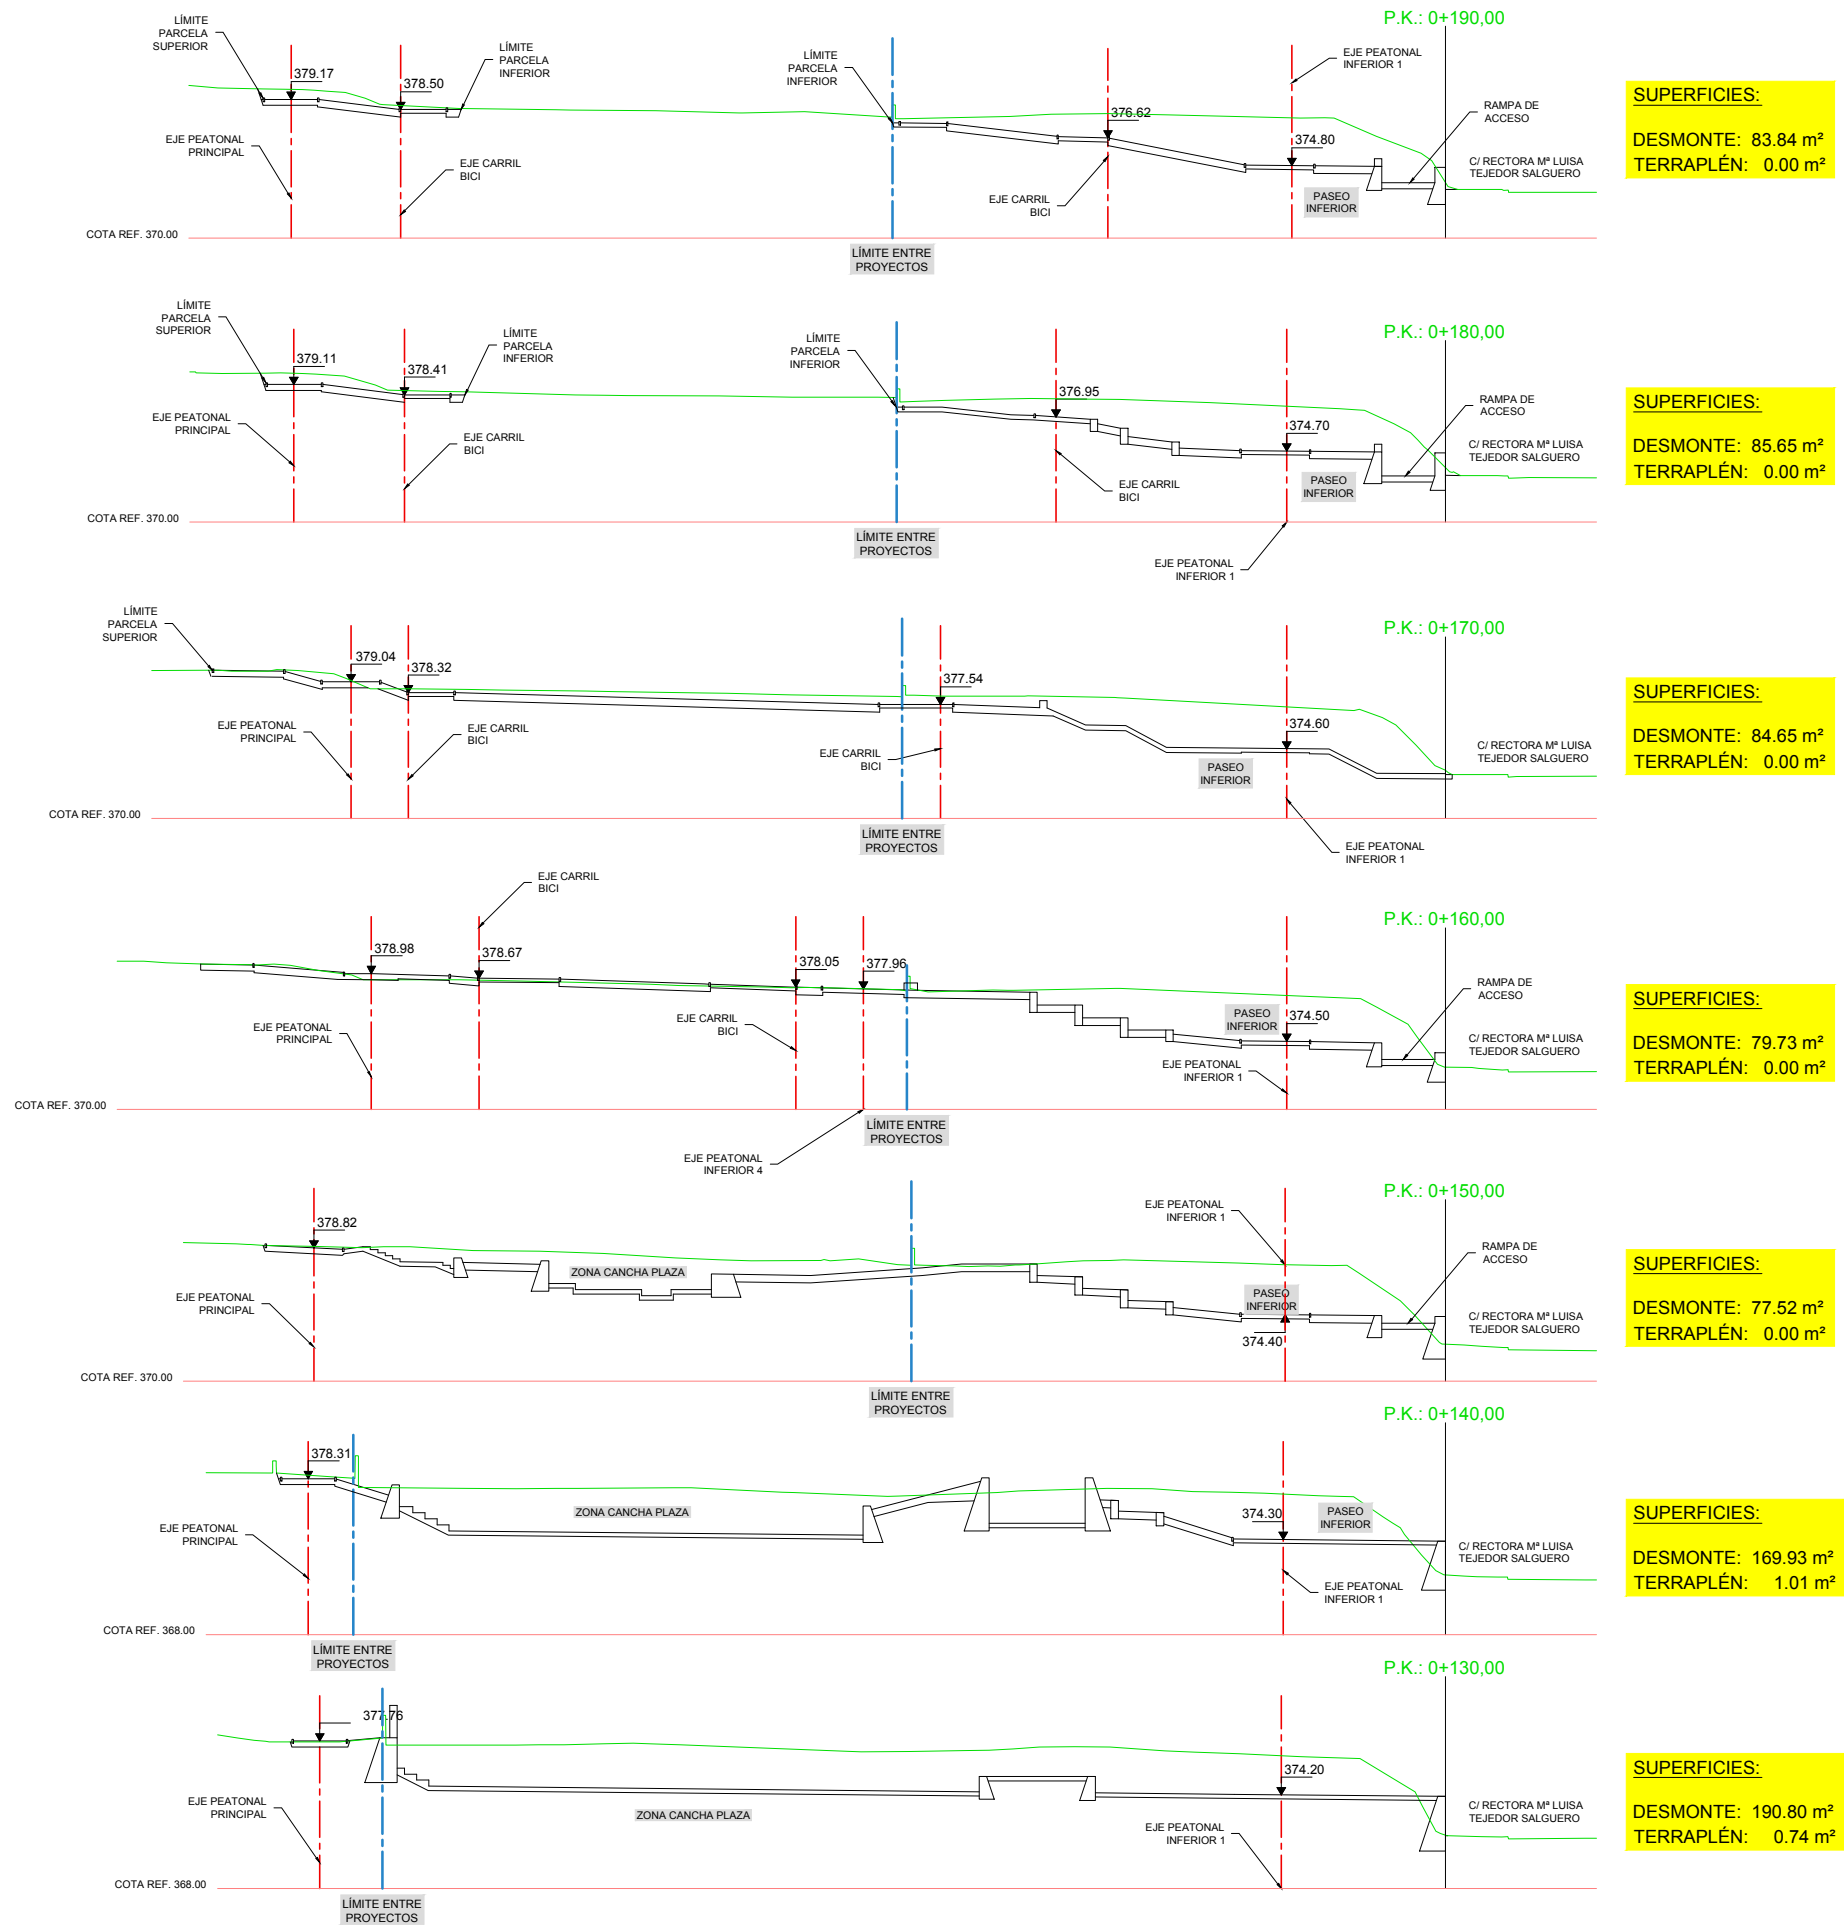 P.K.: 0+190,00
LÍMITE
PARCELA
SUPERIOR
379.17
378.50
LÍMITE
PARCELA
INFERIOR
LÍMITE
PARCELA
INFERIOR
376.62
EJE PEATONAL
INFERIOR 1
374.80
RAMPA DE
ACCESO
C/ RECTORA Mª LUISA
TEJEDOR SALGUERO
EJE PEATONAL
PRINCIPAL
EJE CARRIL
BICI
EJE CARRIL
BICI
PASEO
INFERIOR
COTA REF. 370.00
LÍMITE ENTRE
PROYECTOS
SUPERFICIES:
DESMONTE: 83.84 m²
TERRAPLÉN: 0.00 m²
P.K.: 0+180,00
LÍMITE
PARCELA
SUPERIOR
379.11
378.41
LÍMITE
PARCELA
INFERIOR
LÍMITE
PARCELA
INFERIOR
376.95
374.70
RAMPA DE
ACCESO
C/ RECTORA Mª LUISA
TEJEDOR SALGUERO
EJE PEATONAL
PRINCIPAL
EJE CARRIL
BICI
EJE CARRIL
BICI
PASEO
INFERIOR
COTA REF. 370.00
LÍMITE ENTRE
PROYECTOS
EJE PEATONAL
INFERIOR 1
SUPERFICIES:
DESMONTE: 85.65 m²
TERRAPLÉN: 0.00 m²
P.K.: 0+170,00
LÍMITE
PARCELA
SUPERIOR
379.04
378.32
377.54
374.60
EJE PEATONAL
PRINCIPAL
EJE CARRIL
BICI
EJE CARRIL
BICI
PASEO
INFERIOR
C/ RECTORA Mª LUISA
TEJEDOR SALGUERO
COTA REF. 370.00
LÍMITE ENTRE
PROYECTOS
EJE PEATONAL
INFERIOR 1
SUPERFICIES:
DESMONTE: 84.65 m²
TERRAPLÉN: 0.00 m²
P.K.: 0+160,00
EJE CARRIL
BICI
378.98
378.67
378.05
377.96
PASEO
INFERIOR
374.50
RAMPA DE
ACCESO
C/ RECTORA Mª LUISA
TEJEDOR SALGUERO
EJE PEATONAL
PRINCIPAL
EJE CARRIL
BICI
EJE PEATONAL
INFERIOR 1
COTA REF. 370.00
LÍMITE ENTRE
PROYECTOS
EJE PEATONAL
INFERIOR 4
SUPERFICIES:
DESMONTE: 79.73 m²
TERRAPLÉN: 0.00 m²
P.K.: 0+150,00
378.82
EJE PEATONAL
INFERIOR 1
RAMPA DE
ACCESO
ZONA CANCHA PLAZA
PASEO
INFERIOR
374.40
C/ RECTORA Mª LUISA
TEJEDOR SALGUERO
EJE PEATONAL
PRINCIPAL
COTA REF. 370.00
LÍMITE ENTRE
PROYECTOS
SUPERFICIES:
DESMONTE: 77.52 m²
TERRAPLÉN: 0.00 m²
P.K.: 0+140,00
378.31
ZONA CANCHA PLAZA
374.30
PASEO
INFERIOR
EJE PEATONAL
PRINCIPAL
C/ RECTORA Mª LUISA
TEJEDOR SALGUERO
EJE PEATONAL
INFERIOR 1
COTA REF. 368.00
LÍMITE ENTRE
PROYECTOS
SUPERFICIES:
DESMONTE: 169.93 m²
TERRAPLÉN: 1.01 m²
P.K.: 0+130,00
377.76
374.20
EJE PEATONAL
PRINCIPAL
ZONA CANCHA PLAZA
C/ RECTORA Mª LUISA
TEJEDOR SALGUERO
EJE PEATONAL
INFERIOR 1
COTA REF. 368.00
LÍMITE ENTRE
PROYECTOS
SUPERFICIES:
DESMONTE: 190.80 m²
TERRAPLÉN: 0.74 m²